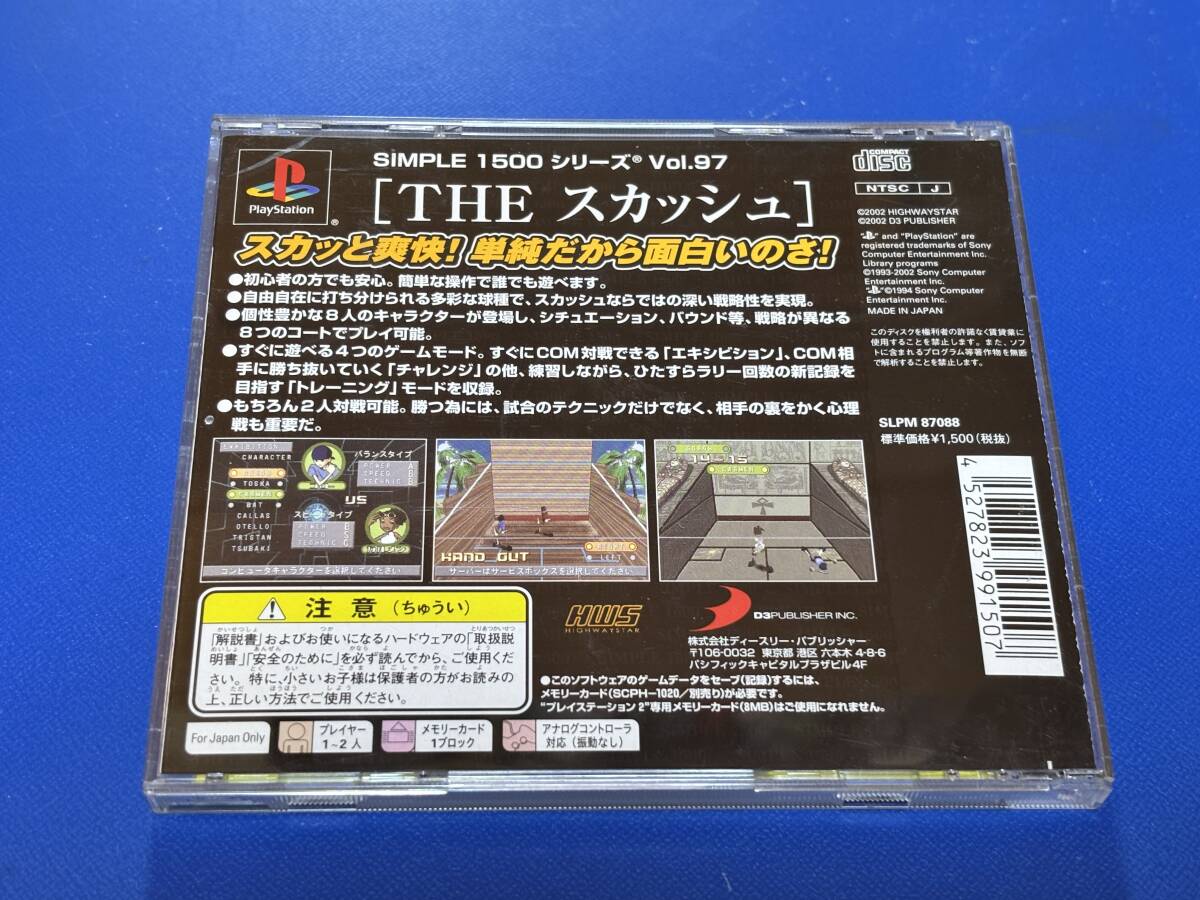 PlayStation
SIMPLE 1500 シリーズ® Vol.97
[THE スカッシュ]
COMPACT
disc
NTSC J
スカッと爽快! 単純だから面白いのさ!
●初心者の方でも安心。簡単な操作で誰でも遊べます。
●自由自在に打ち分けられる多彩な球種で、スカッシュならではの深い戦略性を実現。
●個性豊かな8人のキャラクターが登場し、シチュエーション、バウンド等、戦略が異なる
8つのコートでプレイ可能。
●すぐに遊べる4つのゲームモード。すぐにCOM対戦できる「エキシビション」、COM相
手に勝ち抜いていく「チャレンジ」の他、練習しながら、ひたすらラリー回数の新記録を
目指す「トレーニング」モードを収録。
●もちろん2人対戦可能。勝つ為には、試合のテクニックだけでなく、相手の裏をかく心理
戦も重要だ。
©2002 HIGHWAYSTAR
©2002 D3 PUBLISHER
" " and "PlayStation" are
registered trademarks of Sony
Computer Entertainment Inc.
Library programs
©1993-2002 Sony Computer
Entertainment Inc.
" "©1994 Sony Computer
Entertainment Inc.
MADE IN JAPAN
このディスクを権利者の許諾なく賃貸業に
使用することを禁止します。また、ソフ
トに含まれるプログラム等著作物を無断
で解析することを禁止します。
SLPM 87088
標準価格¥1,500(税抜)
4 527823 991507
CHARACTER
TOSKA
CARMEN
BAT
CALLAS
OTELLO
TRISTAN
TSUBAKI
バランスタイプ
POWER A
SPEED B
TECHNIC B
VS
スピードタイプ
POWER B
SPEED S
TECHNIC C
コンピュータキャラクターを選択してください
HAND OUT
LEFT
サーバーはサービスボックスを選択してください
14-15
CARMEN
注意(ちゅうい)
「解説書」およびお使いになるハードウェアの「取扱説
明書」「安全のために」を必ず読んでから、ご使用くだ
さい。特に、小さいお子様は保護者の方がお読みの
上、正しい方法でご使用ください。
HWS
HIGHWAYSTAR
D3PUBLISHER INC.
株式会社ディースリー・パブリッシャー
〒106-0032 東京都 港区 六本木 4-8-6
パシフィックキャピタルプラザビル4F
●このソフトウェアのゲームデータをセーブ(記録)するには、
メモリーカード(SCPH-1020/別売り)が必要です。
"プレイステーション 2"専用メモリーカード(8MB)はご使用になれません。
For Japan Only
プレイヤー
1~2人
メモリーカード
1ブロック
アナログコントローラ
対応(振動なし)